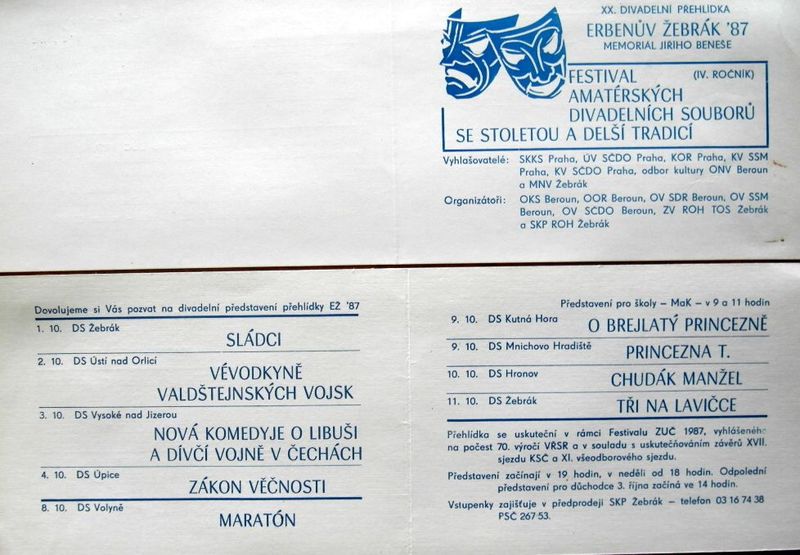 XX. DIVADELNÍ PŘEHLÍDKA
ERBENŮV ŽEBRÁK '87
MEMORIÁL JIŘÍHO BENEŠE
FESTIVAL (IV. ROČNÍK)
AMATÉRSKÝCH
DIVADELNÍCH SOUBORŮ
SE STOLETOU A DELŠÍ TRADICÍ
Vyhlašovatelé: SKKS Praha, ÚV SČDO Praha, KOR Praha, KV SSM
Praha, KV SČDO Praha, odbor kultury ONV Beroun
a MNV Žebrák
Organizátoři: OKS Beroun, OOR Beroun, OV SDR Beroun, OV SSM
Beroun, OV SČDO Beroun, ZV ROH TOS Žebrák
a SKP ROH Žebrák
Dovolujeme si Vás pozvat na divadelní představení přehlídky EŽ '87
1. 10. DS Žebrák
SLÁDCI
2. 10. DS Ústí nad Orlicí
VÉVODKYNĚ
VALDŠTEJNSKÝCH VOJSK
3. 10. DS Vysoké nad Jizerou
NOVÁ KOMEDYJE O LIBUŠI
A DÍVČÍ VOJNĚ V ČECHÁCH
4. 10. DS Úpice
ZÁKON VĚČNOSTI
8. 10. DS Volyně
MARATÓN
Představení pro školy – MaK – v 9 a 11 hodin
9. 10. DS Kutná Hora
O BREJLATÝ PRINCEZNĚ
9. 10. DS Mnichovo Hradiště
PRINCEZNA T.
10. 10. DS Hronov
CHUDÁK MANŽEL
11. 10. DS Žebrák
TŘI NA LAVIČCE
Přehlídka se uskuteční v rámci Festivalu ZUČ 1987, vyhlášeného
na počest 70. výročí VŘSR a v souladu s uskutečňováním závěrů XVII.
sjezdu KSČ a XI. všeodborového sjezdu.
Představení začínají v 19 hodin, v neděli od 18 hodin. Odpolední
představení pro důchodce 3. října začíná ve 14 hodin.
Vstupenky zajišťuje v předprodeji SKP Žebrák – telefon 03 16 74 38
PSČ 267 53.